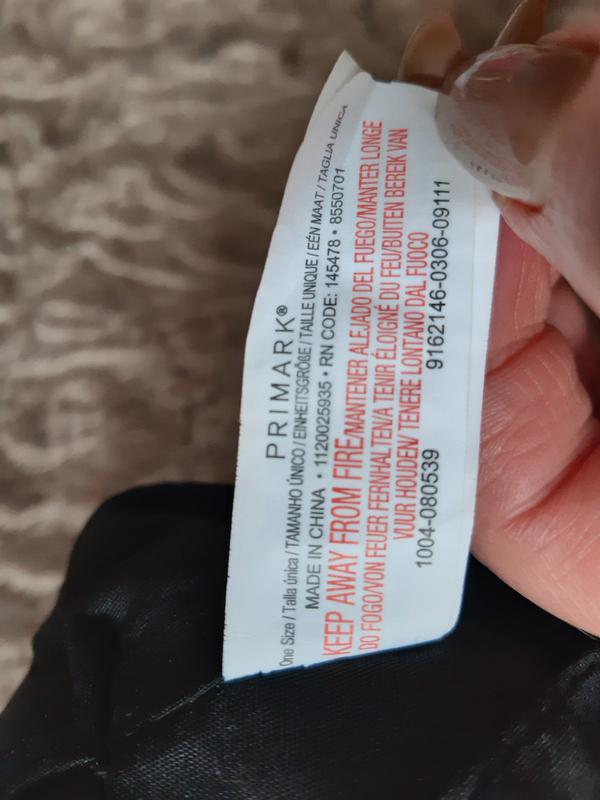 PRIMARK®
One Size / Talla única / TAMANHO ÚNICO / EINHEITSGRÖßE / TAILLE UNIQUE / EÉN MAAT / TAGLIA UNICA
MADE IN CHINA • 1120025935 • RN CODE: 145478 • 8550701
KEEP AWAY FROM FIRE/MANTENER ALEJADO DEL FUEGO/MANTER LONGE
DO FOGO/VON FEUER FERNHALTEN/A TENIR ÉLOIGNÉ DU FEU/BUITEN BEREIK VAN
VUUR HOUDEN/ TENERE LONTANO DAL FUOCO
1004-080539 9162146-0306-09111